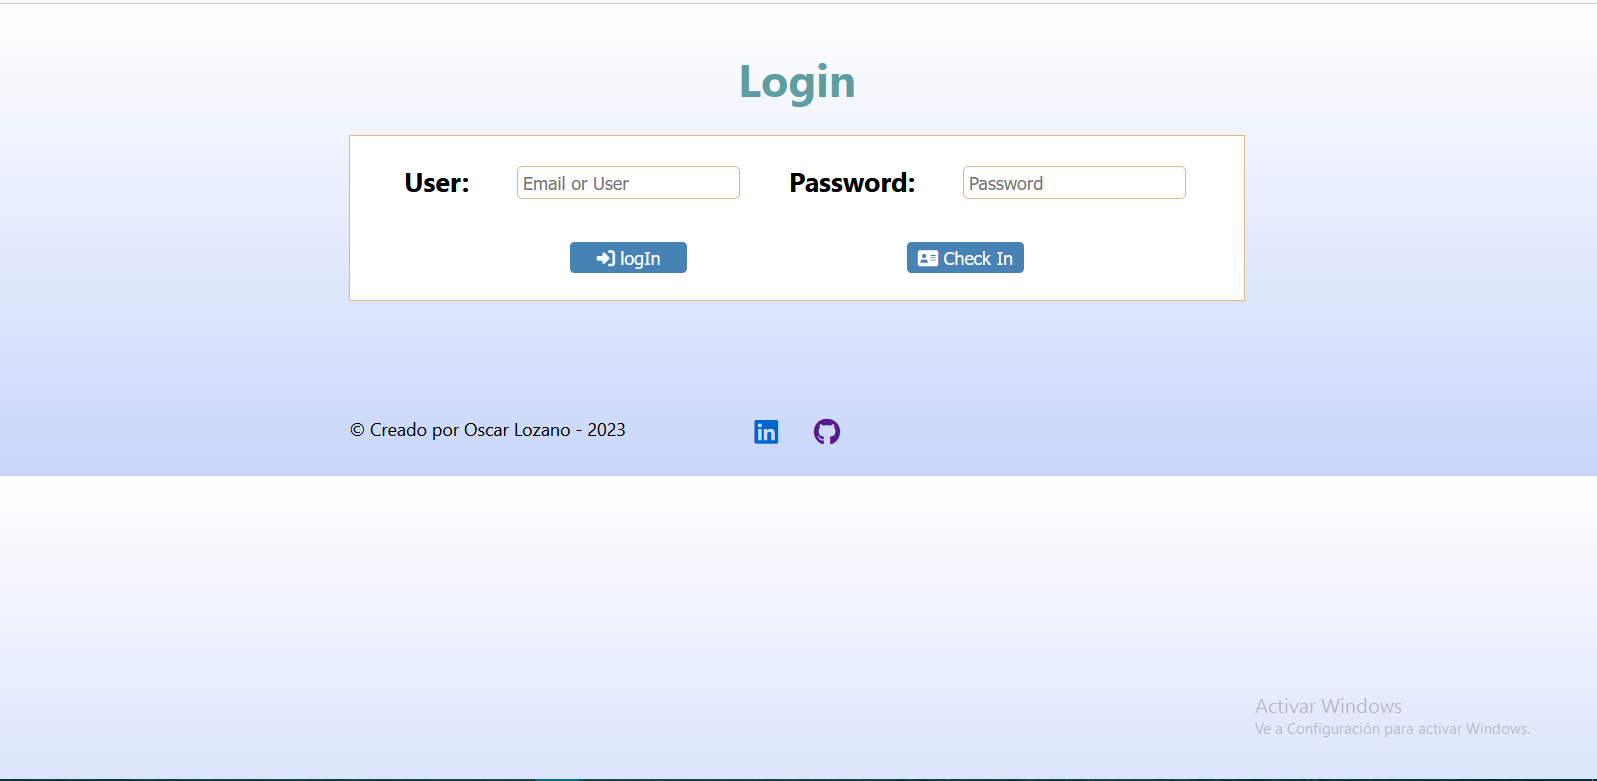 Login
User: Email or User Password: Password
logIn Check In
© Creado por Oscar Lozano - 2023 in
Activar Windows
Ve a Configuración para activar Windows.